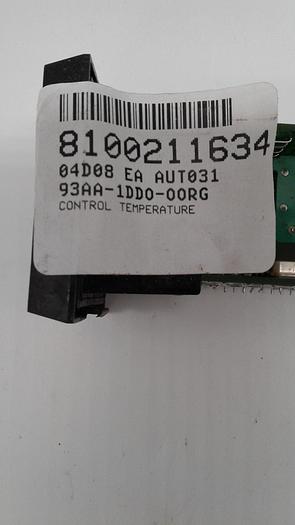 8100211634
04D08 EA AUT031
93AA-1DD0-00RG
CONTROL TEMPERATURE